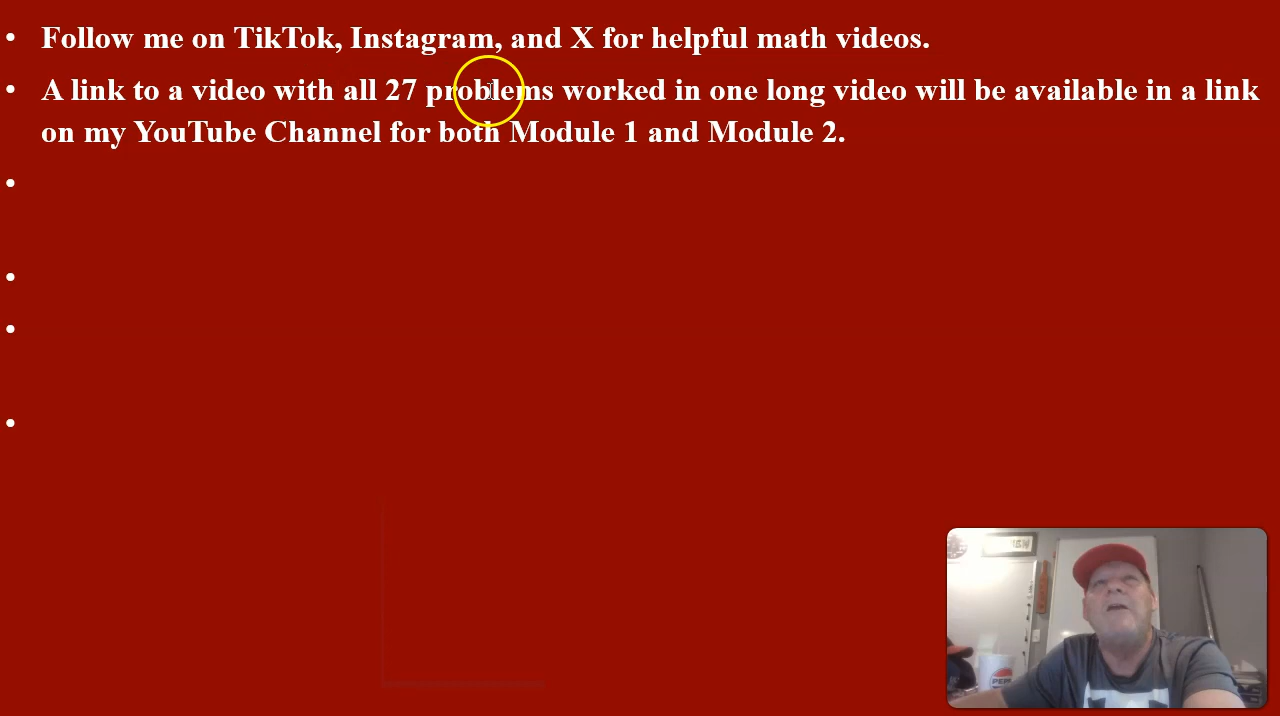 • Follow me on TikTok, Instagram, and X for helpful math videos.
• A link to a video with all 27 problems worked in one long video will be available in a link
on my YouTube Channel for both Module 1 and Module 2.
•
•
•
•
PEPSI